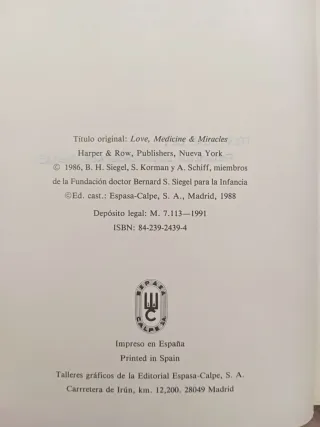 Título original: Love, Medicine & Miracles
Harper & Row, Publishers, Nueva York
© 1986, B. H. Siegel, S. Korman y A. Schiff, miembros
de la Fundación doctor Bernard S. Siegel para la Infancia
©Ed. cast.: Espasa-Calpe, S. A., Madrid, 1988
Depósito legal: M. 7.113—1991
ISBN: 84-239-2439-4
ESPASA
CALPE S.A.
Impreso en España
Printed in Spain
Talleres gráficos de la Editorial Espasa-Calpe, S. A.
Carrretera de Irún, km. 12,200. 28049 Madrid